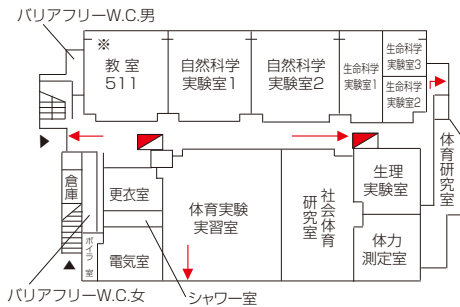 バリアフリーW.C.男
※
教 室
511
自然科学
実験室1
自然科学
実験室2
生命科学
実験室1
生命科学
実験室3
生命科学
実験室2
体育研究室
倉庫
更衣室
体育実験
実習室
社会体育
研究室
生理
実験室
ボイラ室
電気室
体力
測定室
バリアフリーW.C.女
シャワー室